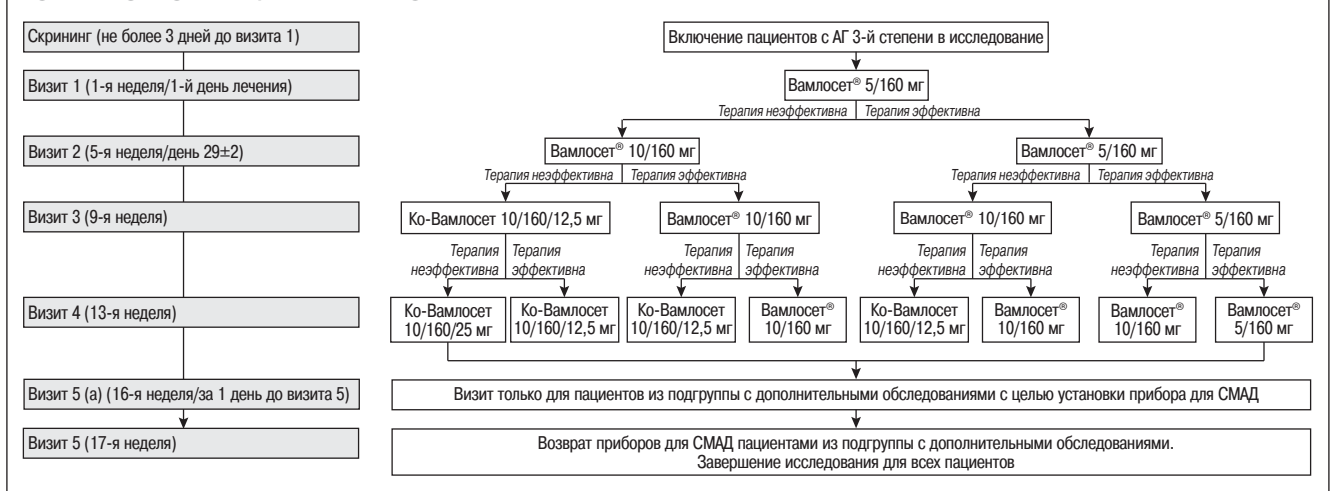 Скрининг (не более 3 дней до визита 1)
Включение пациентов с АГ 3-й степени в исследование
Визит 1 (1-я неделя/1-й день лечения)
Вамлосет® 5/160 мг
Терапия неэффективна
Терапия эффективна
Визит 2 (5-я неделя/день 29±2)
Вамлосет® 10/160 мг
Вамлосет® 5/160 мг
Терапия неэффективна
Терапия эффективна
Терапия неэффективна
Терапия эффективна
Визит 3 (9-я неделя)
Ко-Вамлосет 10/160/12,5 мг
Вамлосет® 10/160 мг
Вамлосет® 10/160 мг
Вамлосет® 5/160 мг
Терапия
неэффективна
Терапия
эффективна
Терапия
неэффективна
Терапия
эффективна
Терапия
неэффективна
Терапия
эффективна
Терапия
неэффективна
Терапия
эффективна
Визит 4 (13-я неделя)
Ко-Вамлосет
10/160/25 мг
Ко-Вамлосет
10/160/12,5 мг
Ко-Вамлосет
10/160/12,5 мг
Вамлосет®
10/160 мг
Ко-Вамлосет
10/160/12,5 мг
Вамлосет®
10/160 мг
Вамлосет®
10/160 мг
Вамлосет®
5/160 мг
Визит 5 (а) (16-я неделя/за 1 день до визита 5)
Визит только для пациентов из подгруппы с дополнительными обследованиями с целью установки прибора для СМАД
Визит 5 (17-я неделя)
Возврат приборов для СМАД пациентами из подгруппы с дополнительными обследованиями.
Завершение исследования для всех пациентов